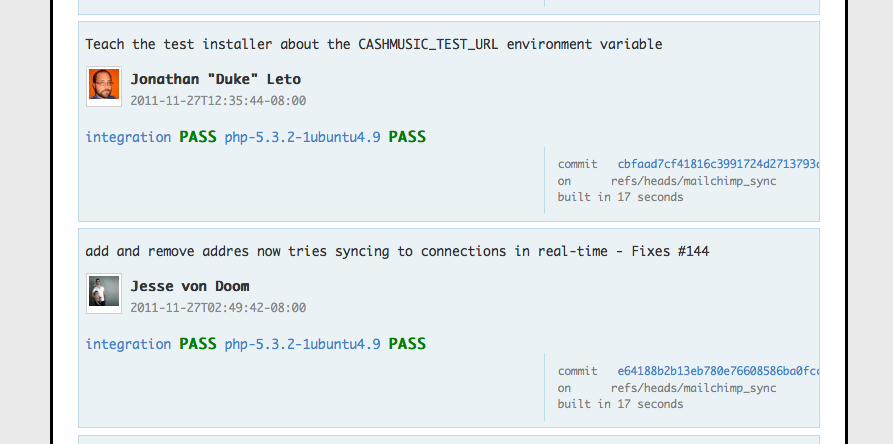 Teach the test installer about the CASHMUSIC_TEST_URL environment variable
Jonathan "Duke" Leto
2011-11-27T12:35:44-08:00
integration PASS php-5.3.2-1ubuntu4.9 PASS
commit cbfaad7cf41816c3991724d2713793
on refs/heads/mailchimp_sync
built in 17 seconds
add and remove addres now tries syncing to connections in real-time - Fixes #144
Jesse von Doom
2011-11-27T02:49:42-08:00
integration PASS php-5.3.2-1ubuntu4.9 PASS
commit e64188b2b13eb780e76608586ba0fc
on refs/heads/mailchimp_sync
built in 17 seconds